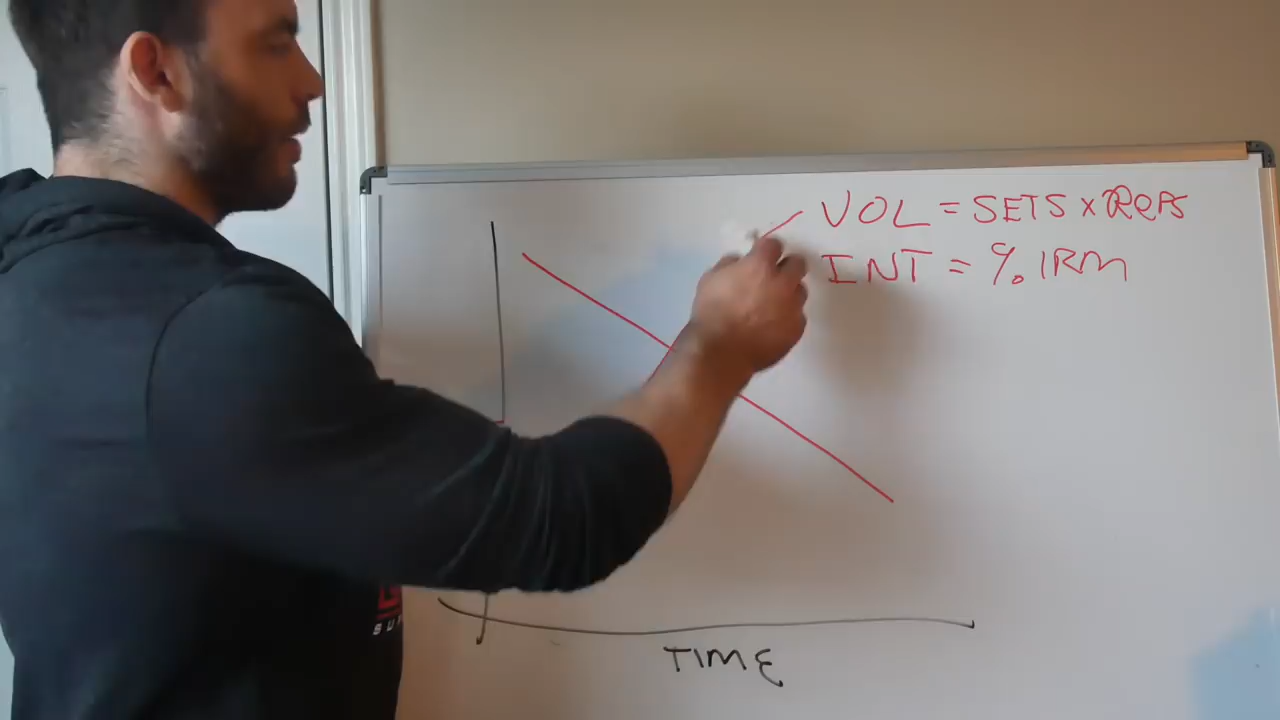 VOL = SETS x Reps
INT = % 1RM
TIME